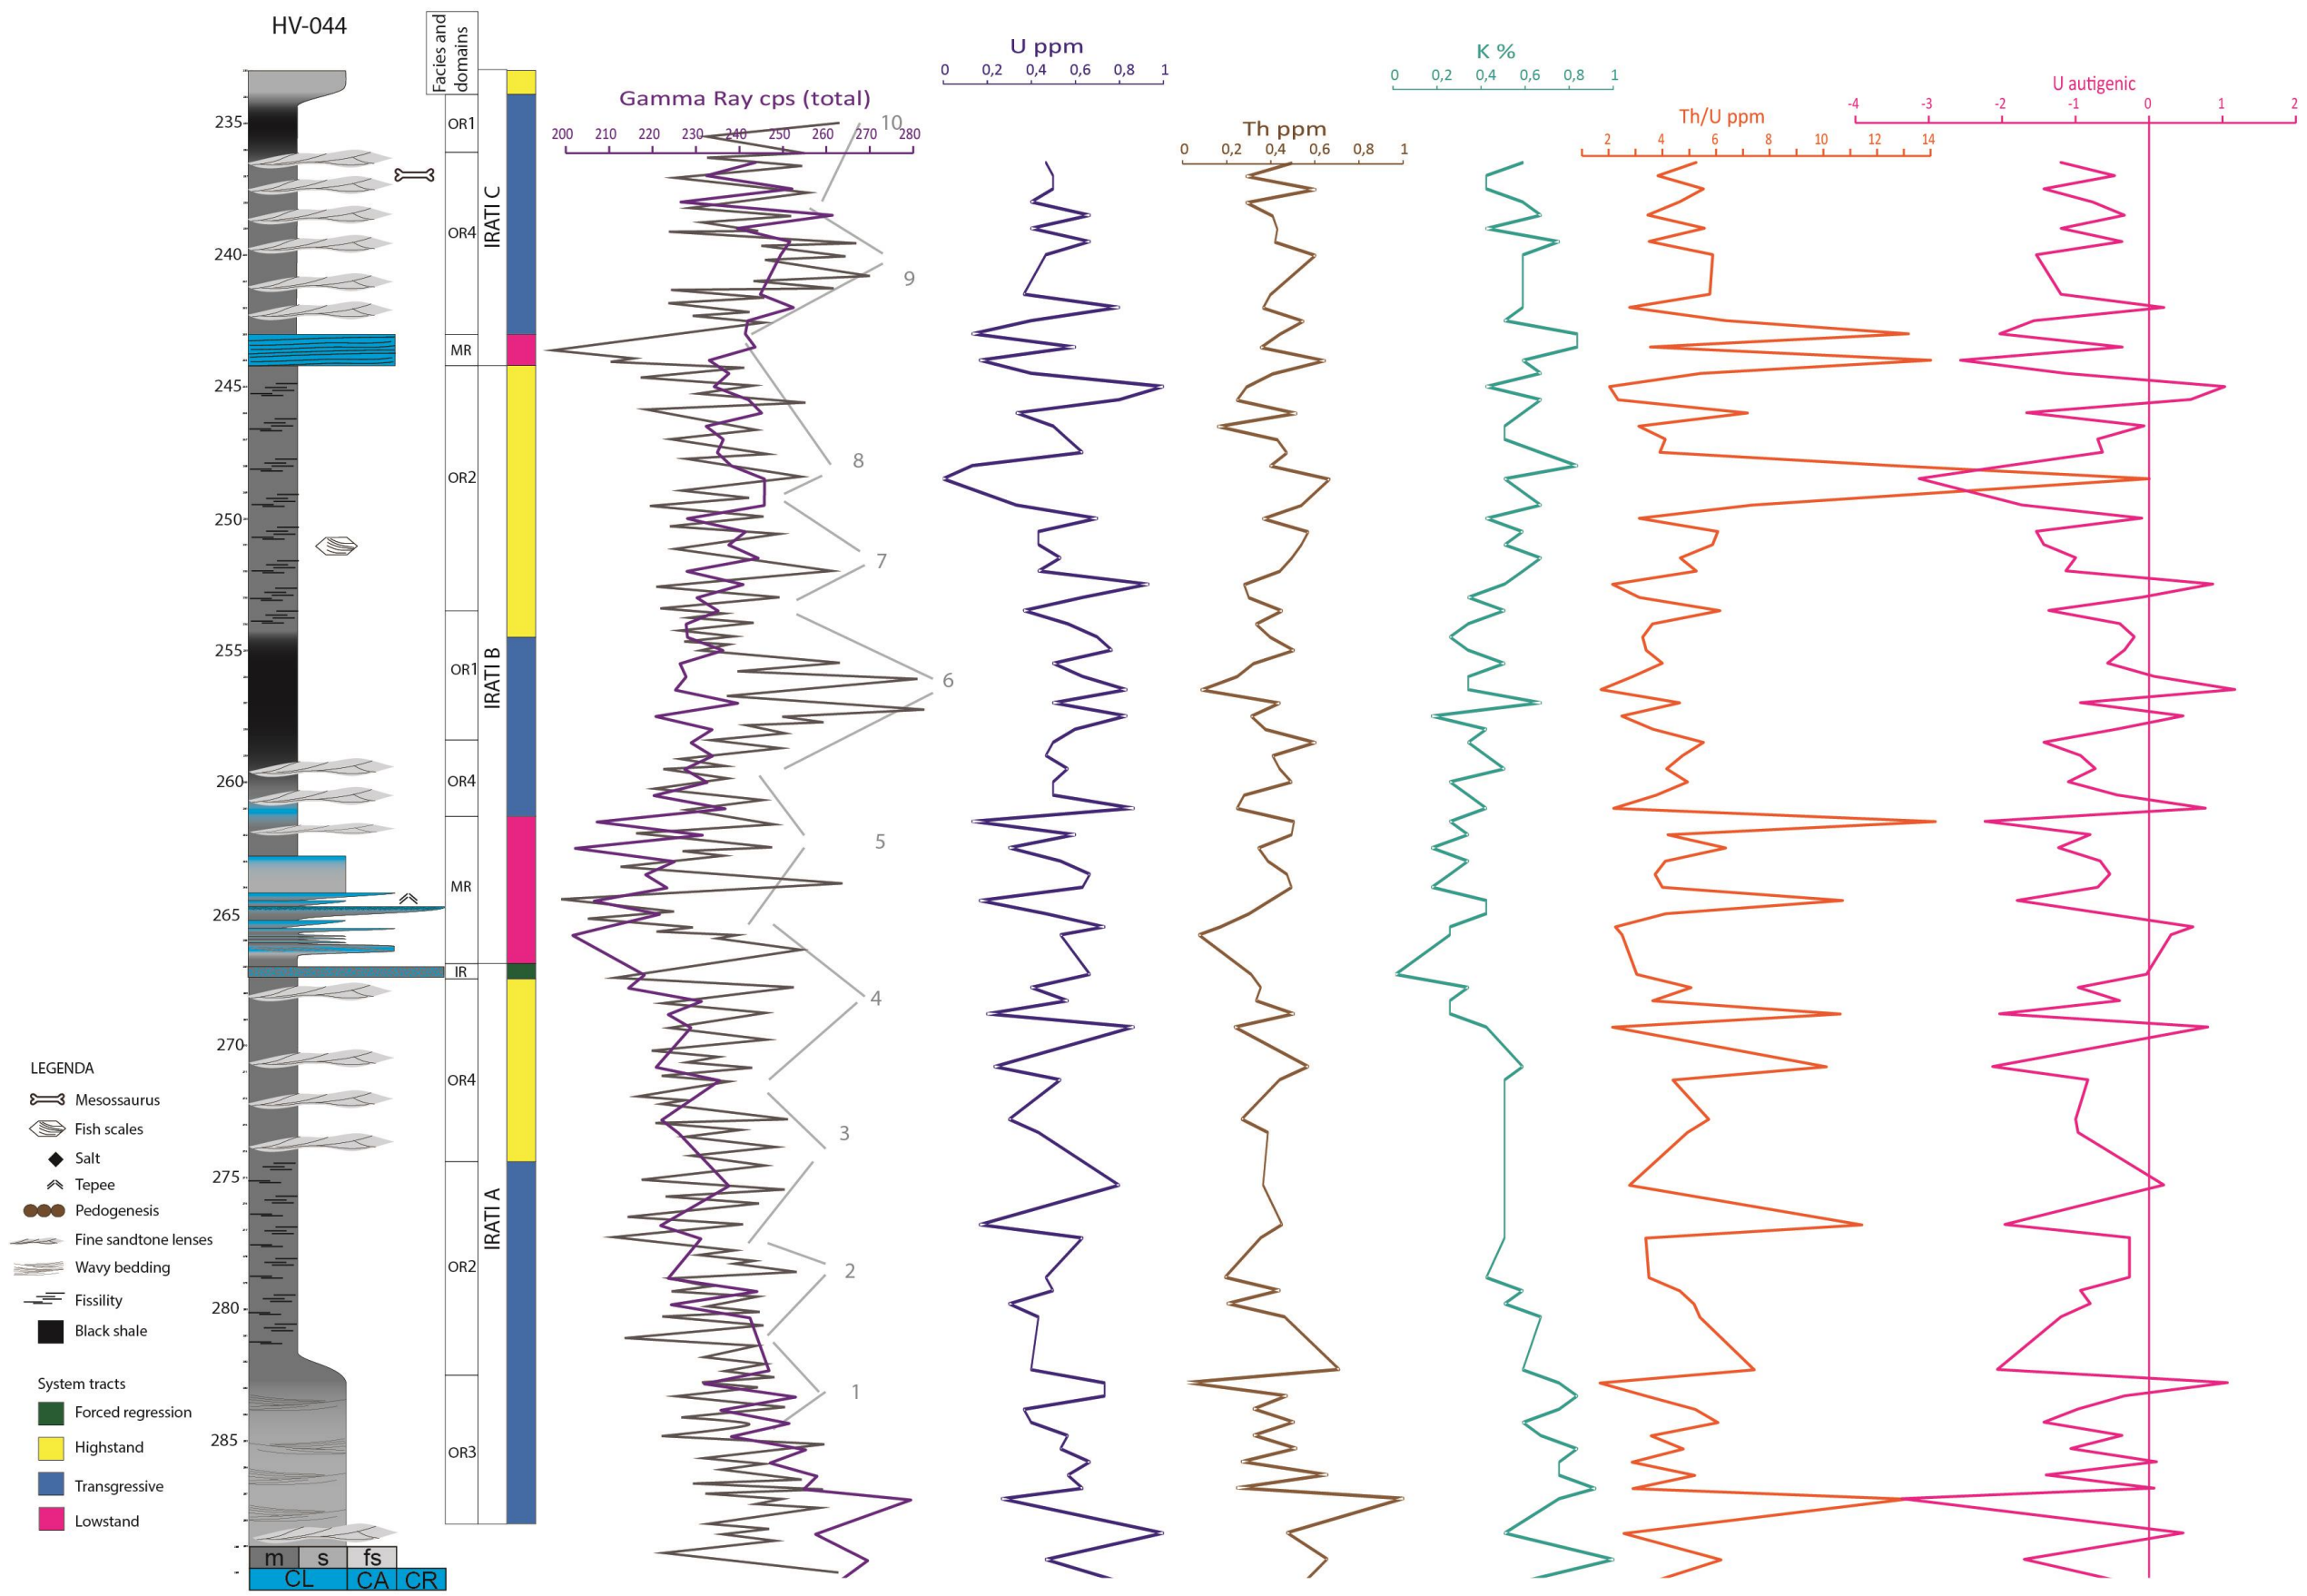 HV-044
Facies and
domains
U ppm
0 0,2 0,4 0,6 0,8 1
K %
0 0,2 0,4 0,6 0,8 1
U autigenic
-4 -3 -2 -1 0 1 2
Gamma Ray cps (total)
200 210 220 230 240 250 260 270 280
Th ppm
0 0,2 0,4 0,6 0,8 1
Th/U ppm
2 4 6 8 10 12 14
235
240
245
250
255
260
265
270
275
280
285
OR1
OR4
MR
OR2
OR1
OR4
MR
IR
OR4
OR2
OR3
IRATI C
IRATI B
IRATI A
10
9
8
7
6
5
4
3
2
1
LEGENDA
Mesossaurus
Fish scales
Salt
Tepee
Pedogenesis
Fine sandtone lenses
Wavy bedding
Fissility
Black shale
System tracts
Forced regression
Highstand
Transgressive
Lowstand
m s fs
CL CA CR